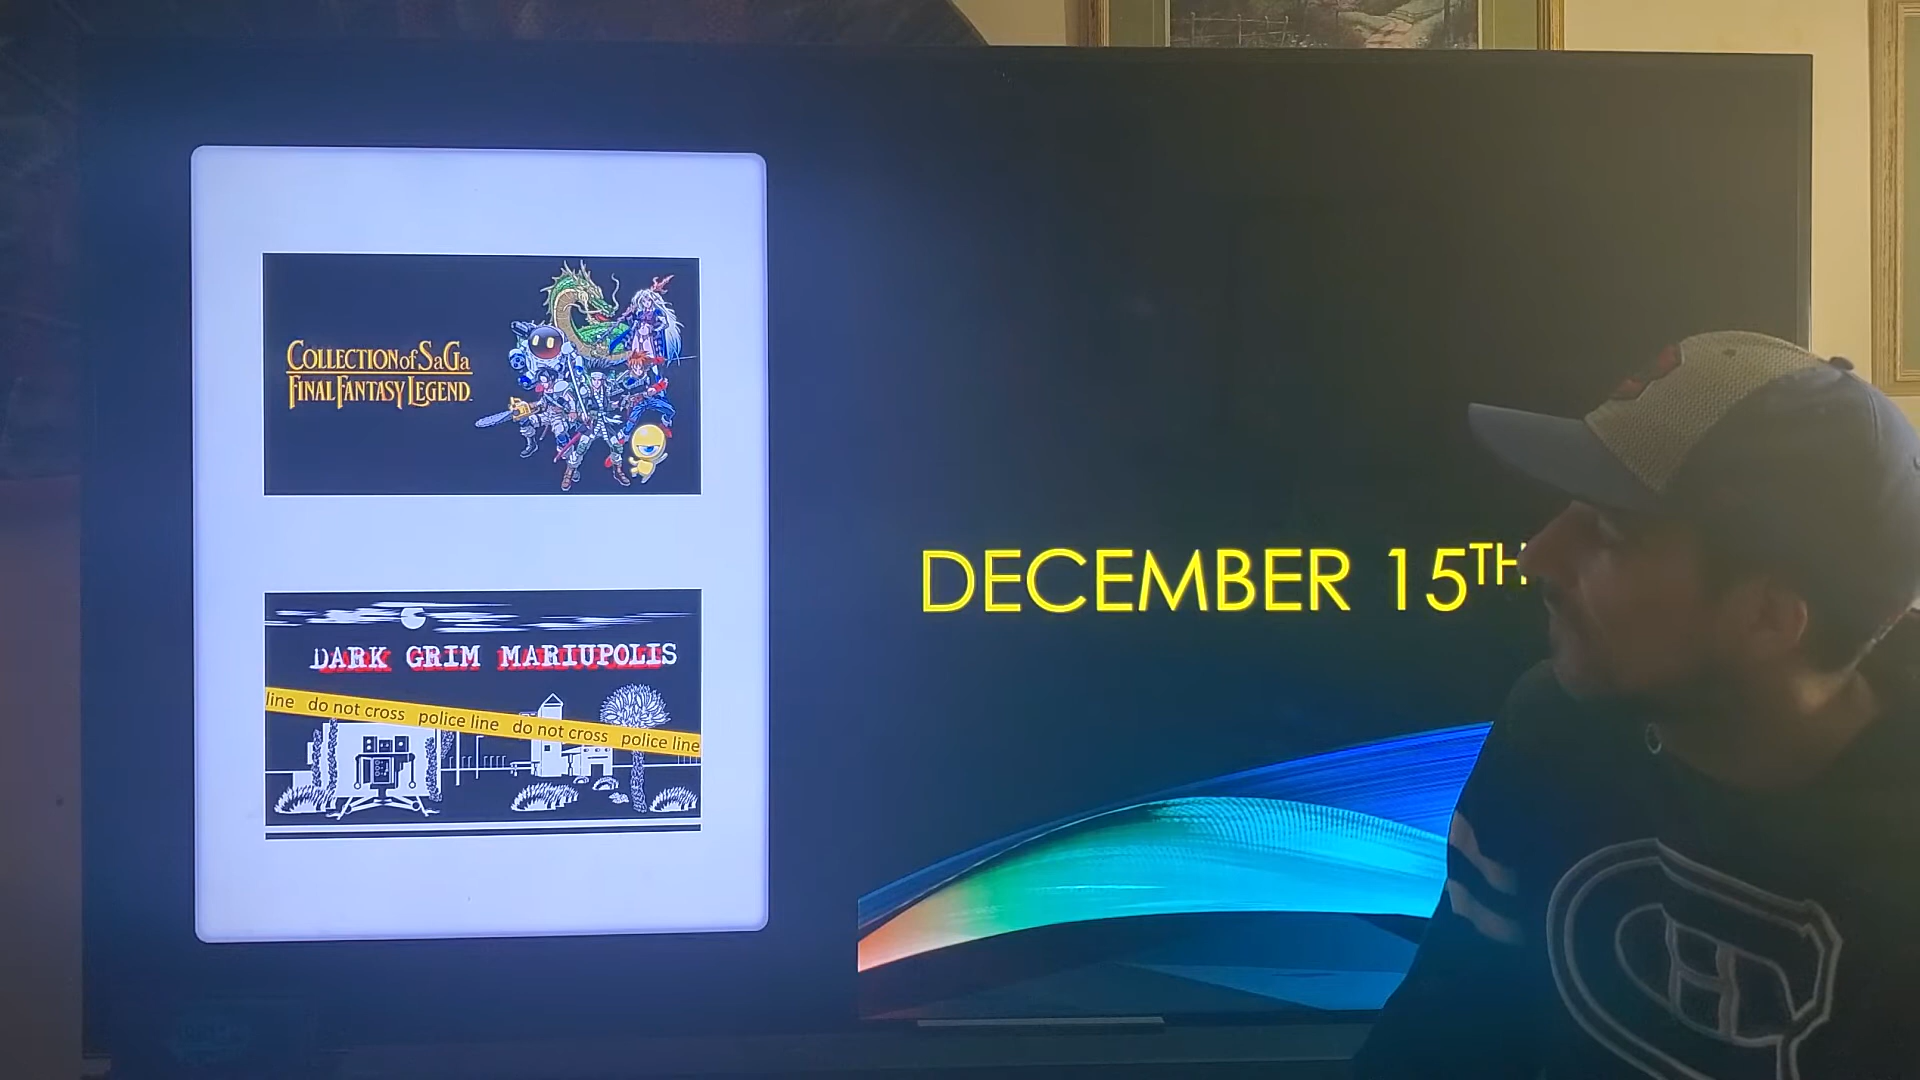 COLLECTION of SaGa
FINAL FANTASY LEGEND
DARK GRIM MARIUPOLIS
line do not cross police line do not cross police line
DECEMBER 15TH